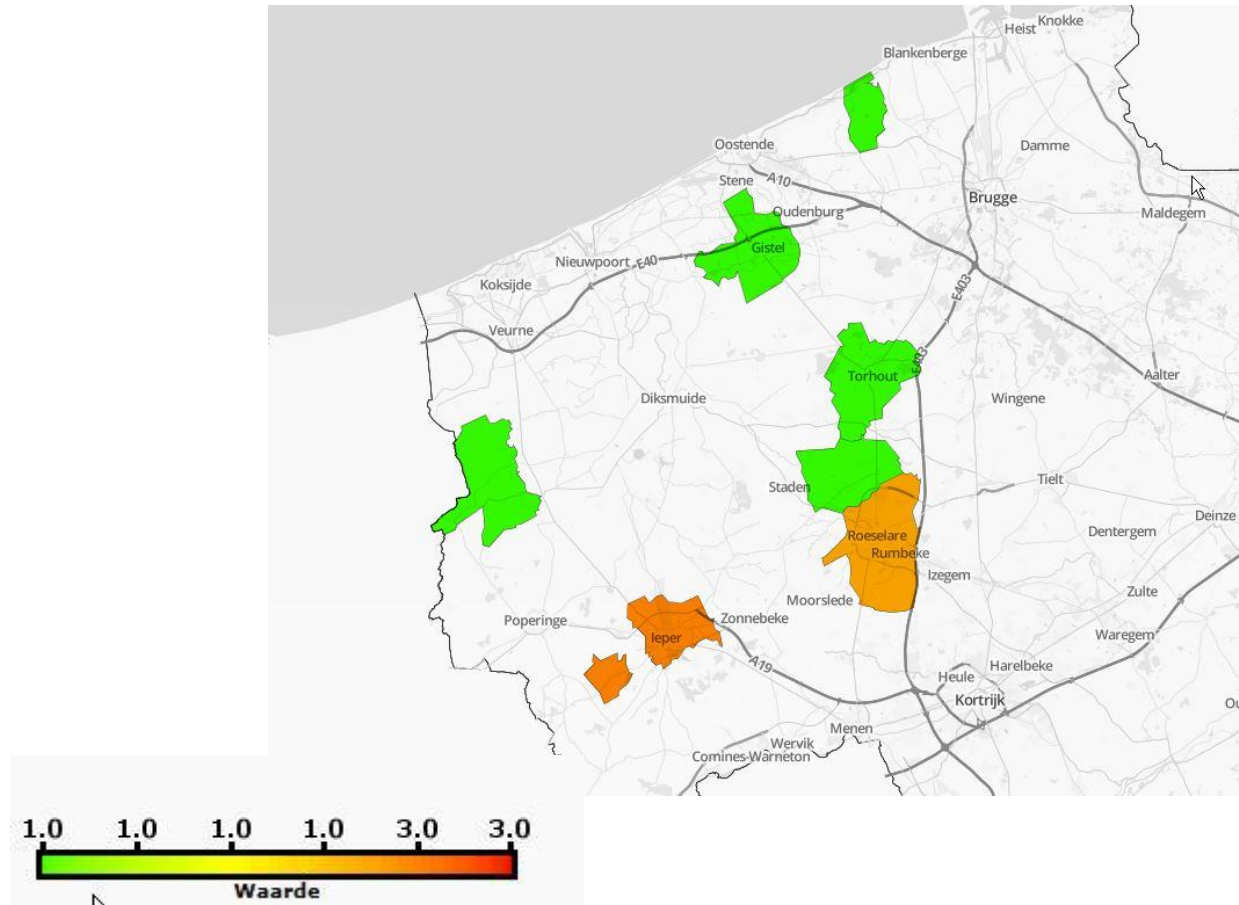 Knokke
Heist
Blankenberge
Oostende
Damme
Stene
A10
Brugge
Oudenburg
Maldegem
Gistel
Nieuwpoort
E40
Koksijde
E403
Veurne
E403
Torhout
Aalter
Diksmuide
Wingene
Staden
Tielt
Deinze
Roeselare
Dentergem
Rumbeke
Izegem
Zulte
Moorslede
Poperinge
Zonnebeke
Ieper
Waregem
A19
Harelbeke
Heule
Kortrijk
Ou
Menen
Wervik
Comines-Warneton
1.0 1.0 1.0 1.0 3.0 3.0
Waarde